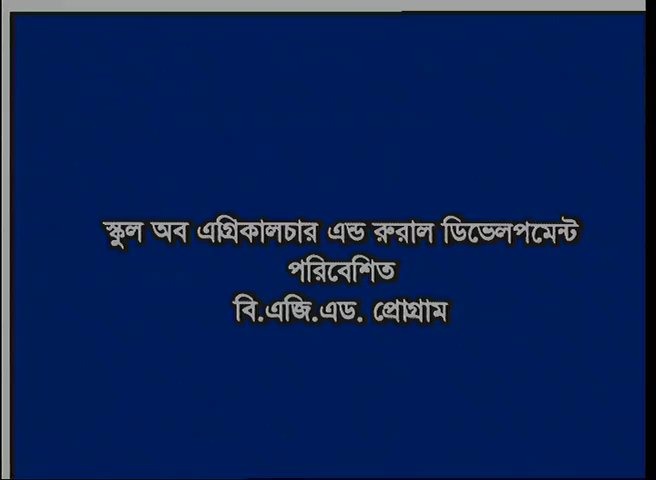 স্কুল অব এগ্রিকালচার এন্ড রুরাল ডিভেলপমেন্ট
পরিবেশিত
বি.এজি.এড. প্রোগ্রাম